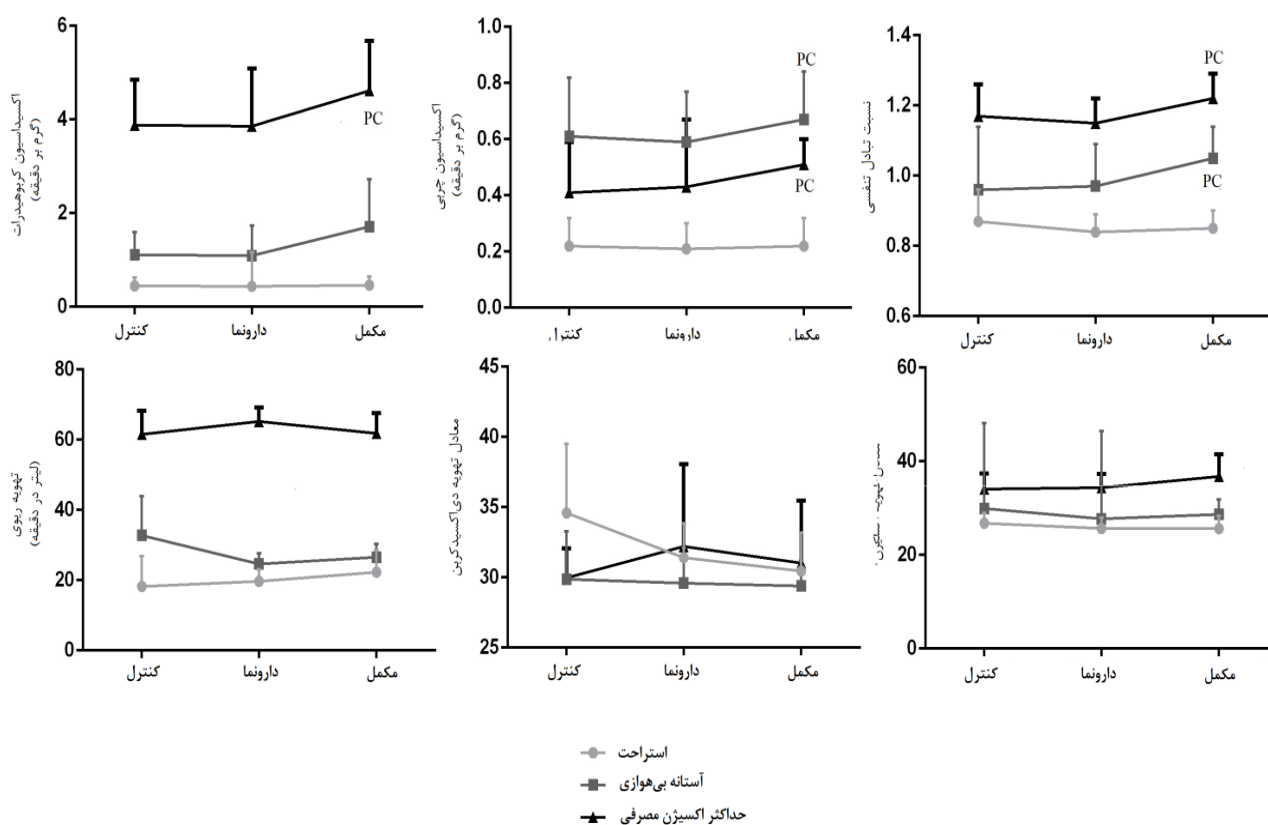 اکسیداسیون کربوهیدرات
(گرم بر دقیقه)
6
4
2
0
PC
کنترل
دارونما
مکمل
اکسیداسیون چربی
(گرم بر دقیقه)
1.0
0.8
0.6
0.4
0.2
0.0
PC
PC
کنترل
دارونما
مکمل
نسبت تبادل تنفسی
1.4
1.2
1.0
0.8
0.6
PC
PC
کنترل
دارونما
مکمل
تهویه ریوی
(لیتر در دقیقه)
80
60
40
20
0
کنترل
دارونما
مکمل
معادل تهویه دی‌اکسیدکربن
45
40
35
30
25
کنترل
دارونما
مکمل
60
40
20
0
کنترل
دارونما
مکمل
استراحت
آستانه بی‌هوازی
حداکثر اکسیژن مصرفی